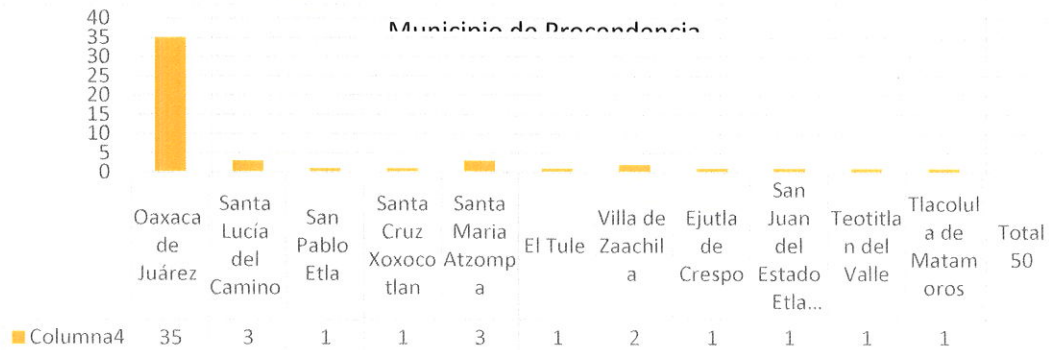 Municipio de Procendencia
40
35
30
25
20
15
10
5
0
Oaxaca de Juárez
Santa Lucía del Camino
San Pablo Etla
Santa Cruz Xoxocotlan
Santa Maria Atzompa
El Tule
Villa de Zaachila
Ejutla de Crespo
San Juan del Estado Etla...
Teotitlan del Valle
Tlacolula de Matamoros
Total 50
Columna4 35 3 1 1 3 1 2 1 1 1 1